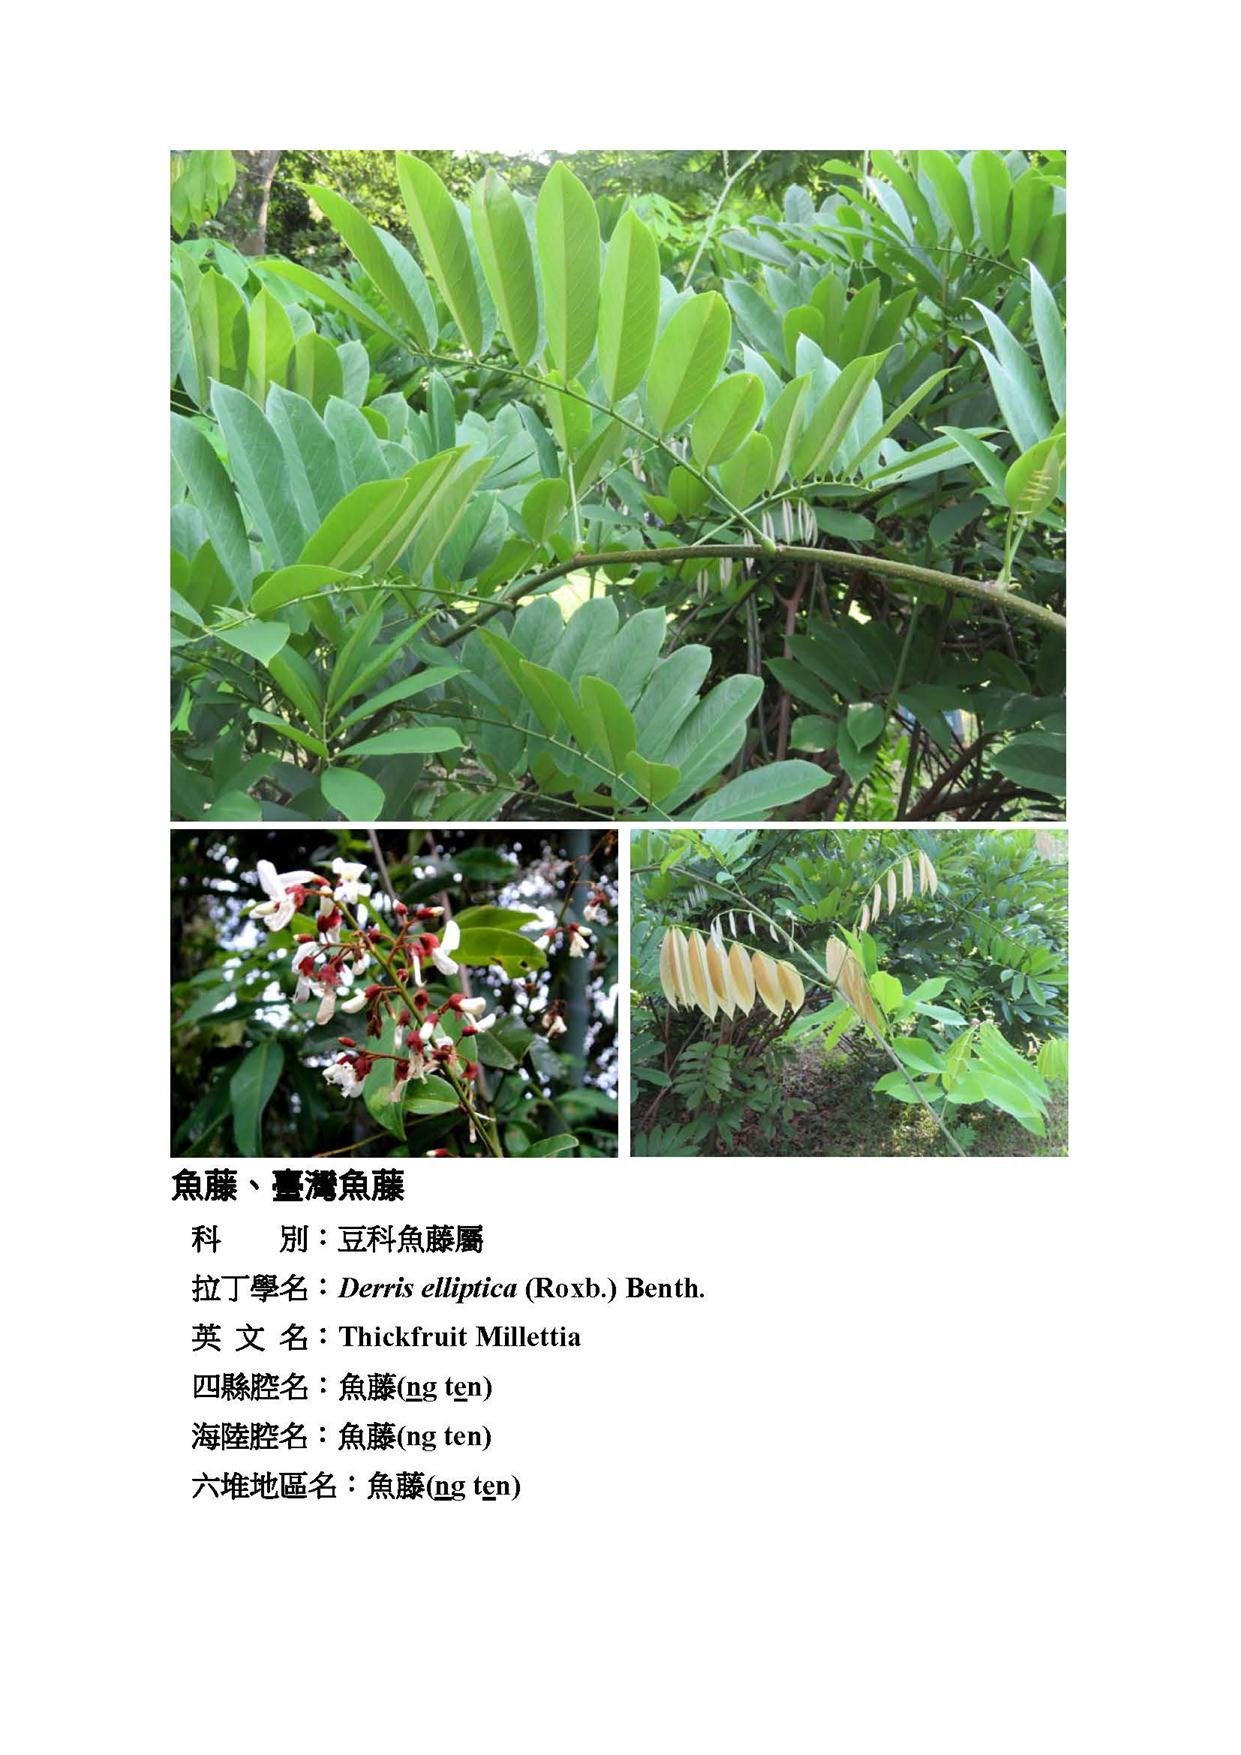 魚藤、臺灣魚藤
科　　別：豆科魚藤屬
拉丁學名：Derris elliptica (Roxb.) Benth.
英 文 名：Thickfruit Millettia
四縣腔名：魚藤(ng ten)
海陸腔名：魚藤(ng ten)
六堆地區名：魚藤(ng ten)